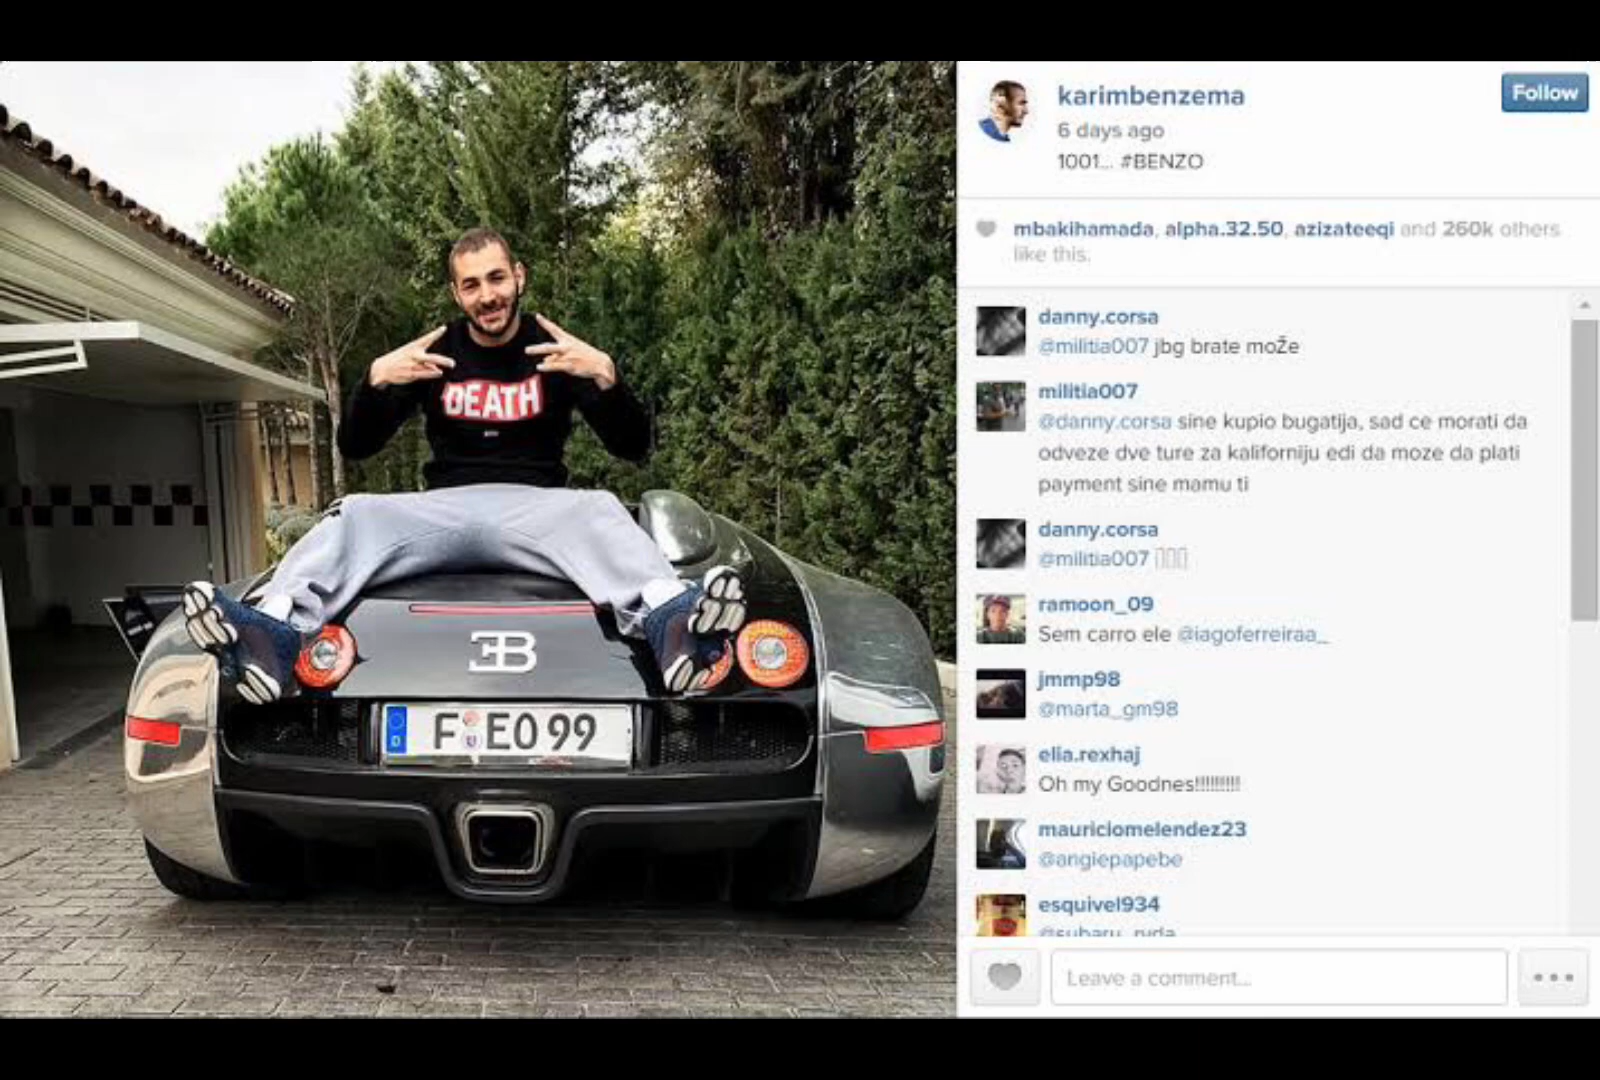 DEATH
EB
D
F EO 99
karimbenzema
Follow
6 days ago
1001... #BENZO
mbakihamada, alpha.32.50, azizateeqi and 260k others
like this.
danny.corsa
@militia007 jbg brate može
militia007
@danny.corsa sine kupio bugatija, sad ce morati da
odveze dve ture za kaliforniju edi da moze da plati
payment sine mamu ti
danny.corsa
@militia007
ramoon_09
Sem carro ele @iagoferreiraa_
jmmp98
@marta_gm98
elia.rexhaj
Oh my Goodnes!!!!!!!!!!
mauriciomelendez23
@angiepapebe
esquivel934
@subaru_ryda
Leave a comment...